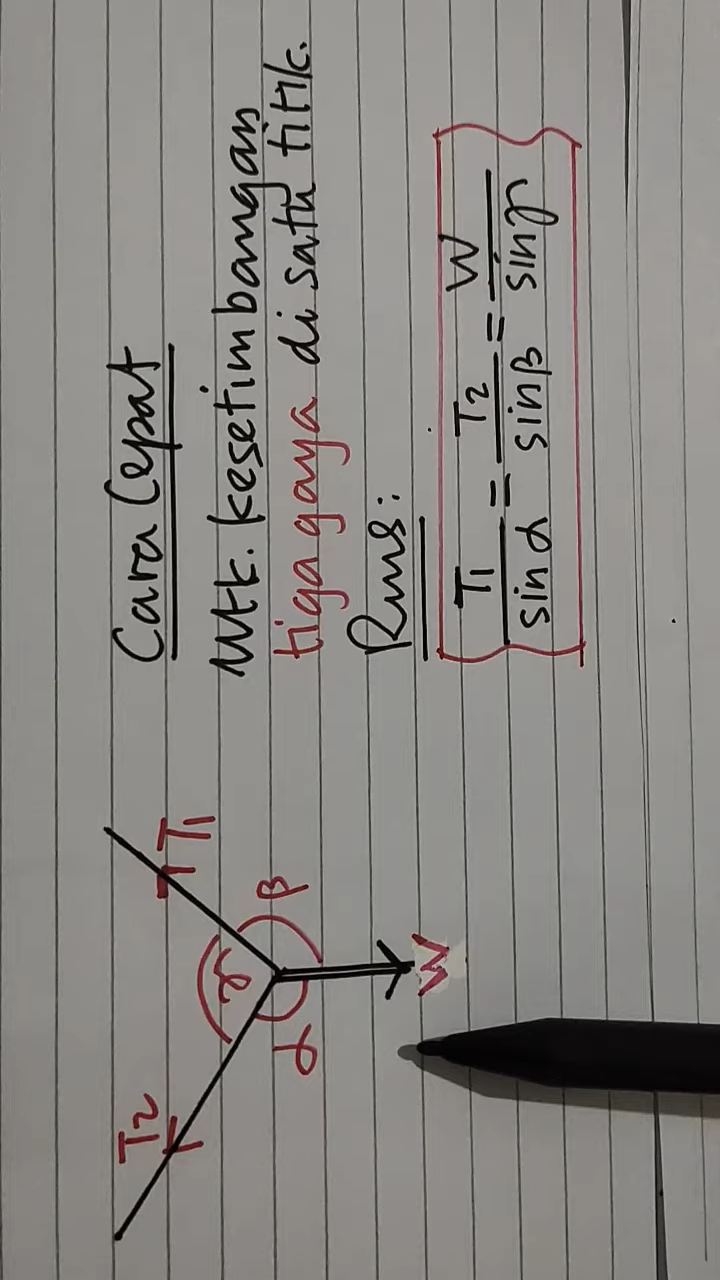 Cara Cepat
utk. kesetimbangan
tiga gaya di satu titik.
Rms:
T1/sin α = T2/sin β = W/sin γ
T1
T2
β
γ
α
W